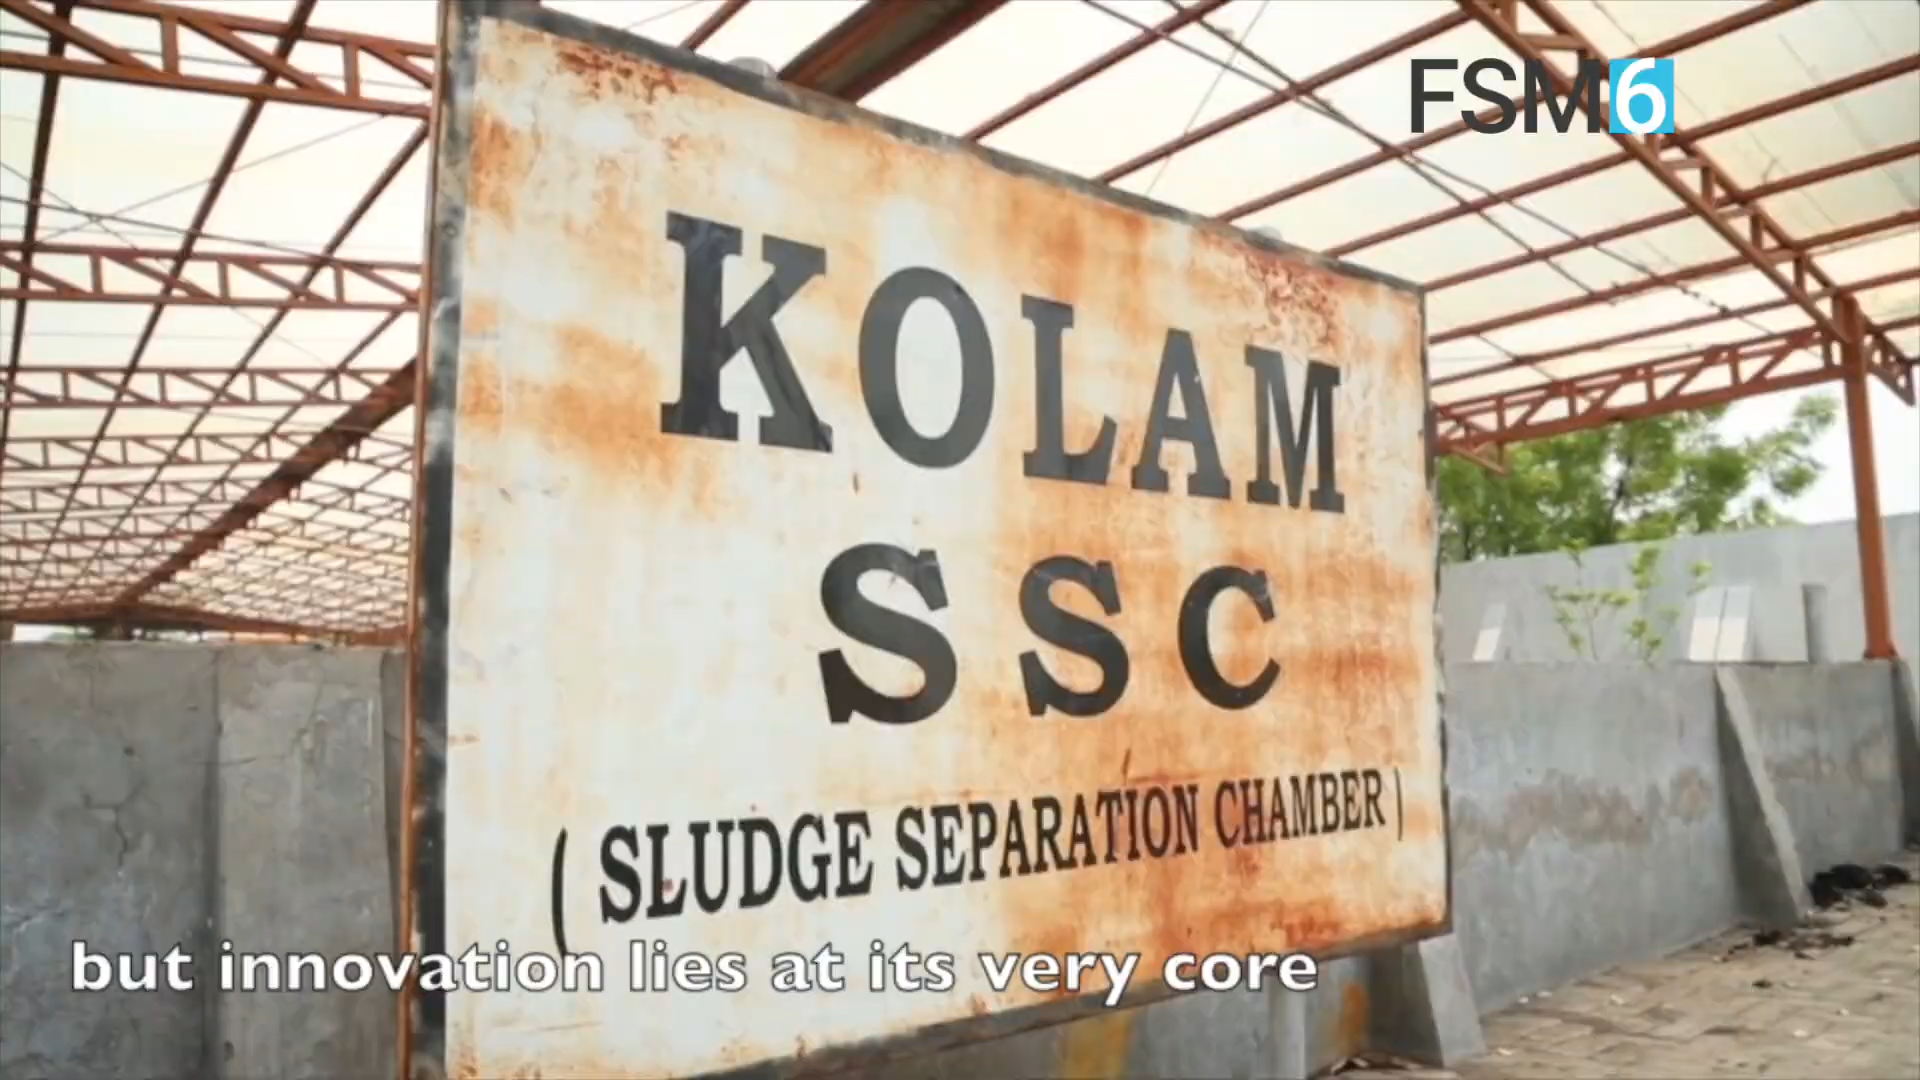 FSM6
KOLAM
SSC
( SLUDGE SEPARATION CHAMBER )
but innovation lies at its very core